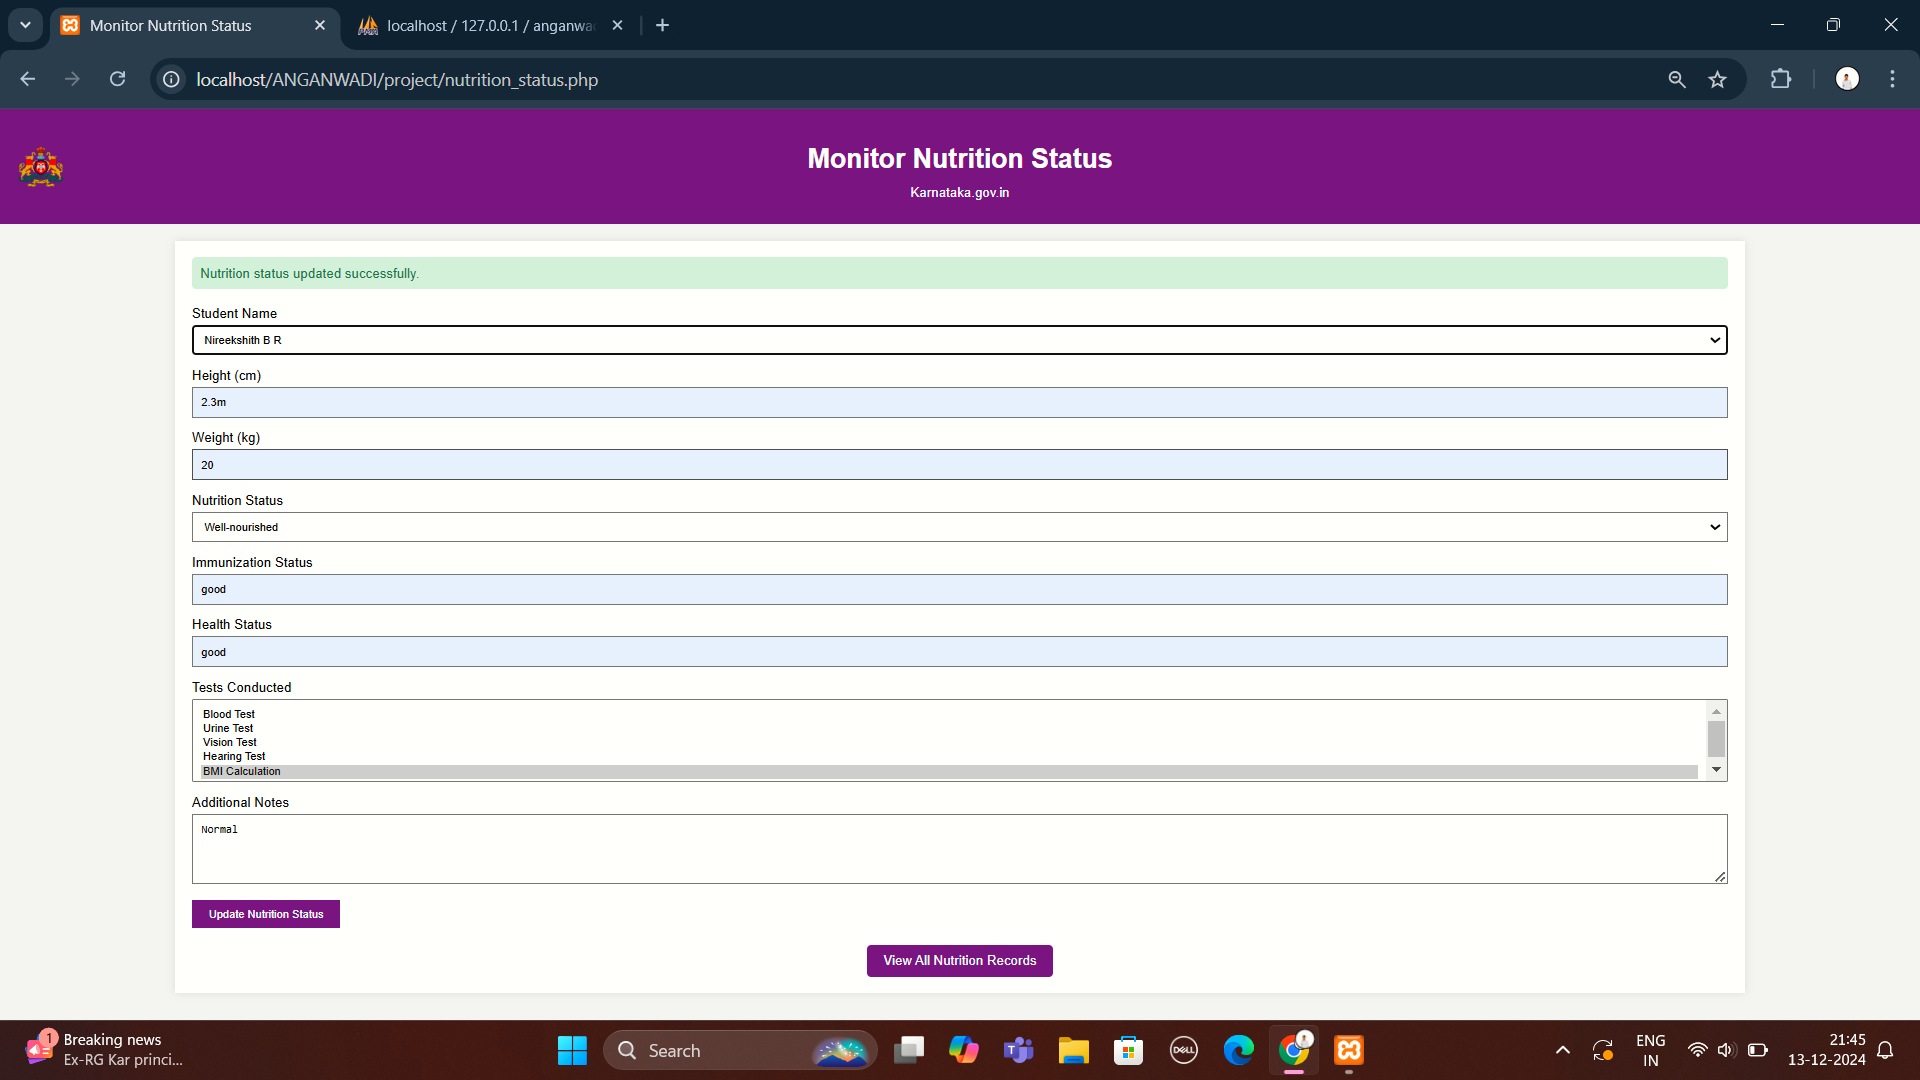 Monitor Nutrition Status
localhost / 127.0.0.1 / anganwa
localhost/ANGANWADI/project/nutrition_status.php
Monitor Nutrition Status
Karnataka.gov.in
Nutrition status updated successfully.
Student Name
Nireekshith B R
Height (cm)
2.3m
Weight (kg)
20
Nutrition Status
Well-nourished
Immunization Status
good
Health Status
good
Tests Conducted
Blood Test
Urine Test
Vision Test
Hearing Test
BMI Calculation
Additional Notes
Normal
Update Nutrition Status
View All Nutrition Records
1
Breaking news
Ex-RG Kar princi...
Search
DELL
ENG
IN
21:45
13-12-2024